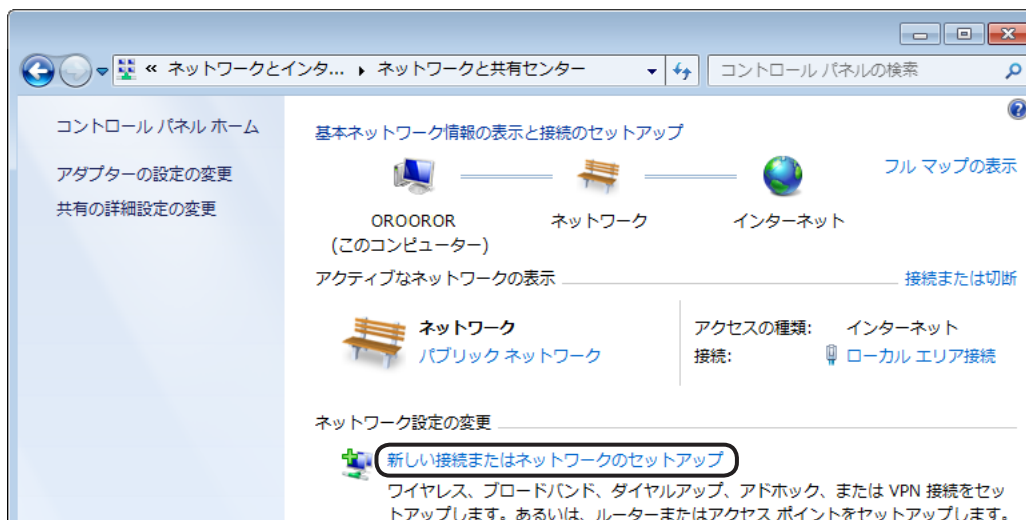 « ネットワークとインタ... ▸ ネットワークと共有センター
コントロール パネルの検索
コントロール パネル ホーム
アダプターの設定の変更
共有の詳細設定の変更
基本ネットワーク情報の表示と接続のセットアップ
フル マップの表示
OROOROR
(このコンピューター)
ネットワーク
インターネット
アクティブなネットワークの表示
接続または切断
ネットワーク
パブリック ネットワーク
アクセスの種類: インターネット
接続: ローカル エリア接続
ネットワーク設定の変更
新しい接続またはネットワークのセットアップ
ワイヤレス、ブロードバンド、ダイヤルアップ、アドホック、または VPN 接続をセッ
トアップします。あるいは、ルーターまたはアクセス ポイントをセットアップします。